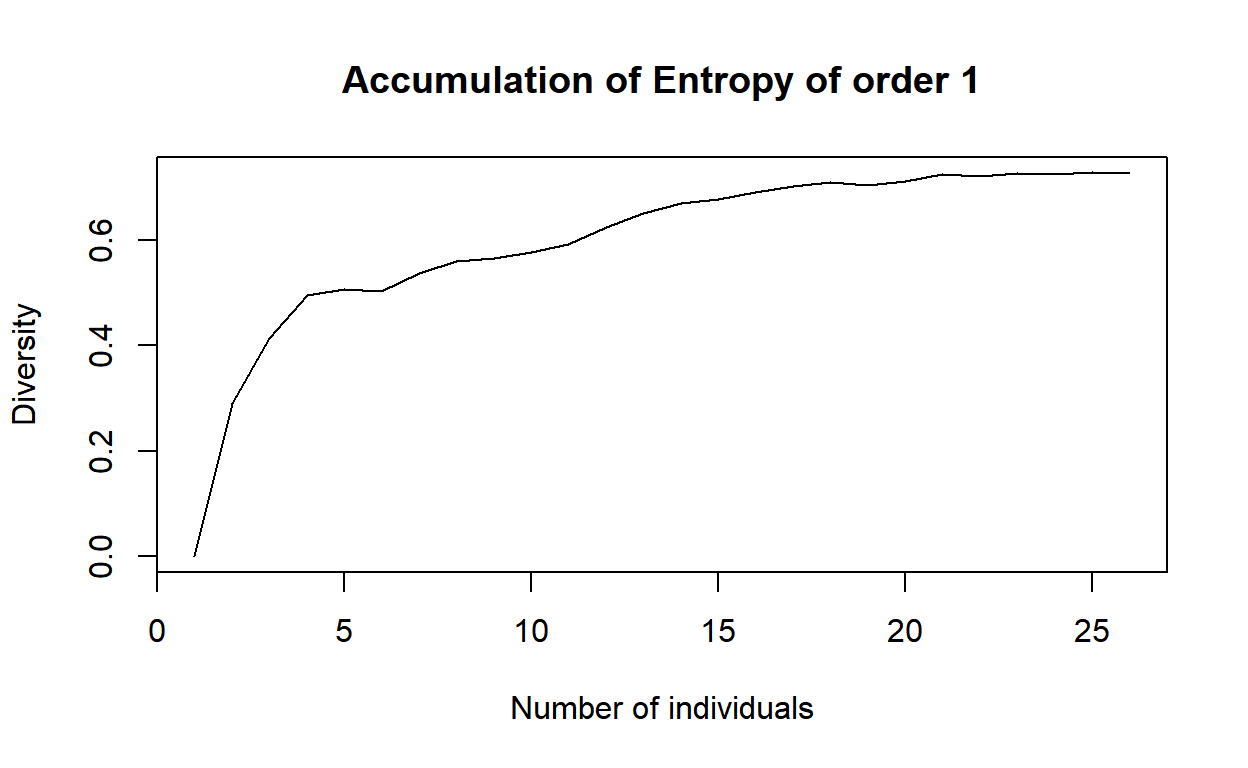 Accumulation of Entropy of order 1
Diversity
0.0
0.2
0.4
0.6
0 5 10 15 20 25
Number of individuals